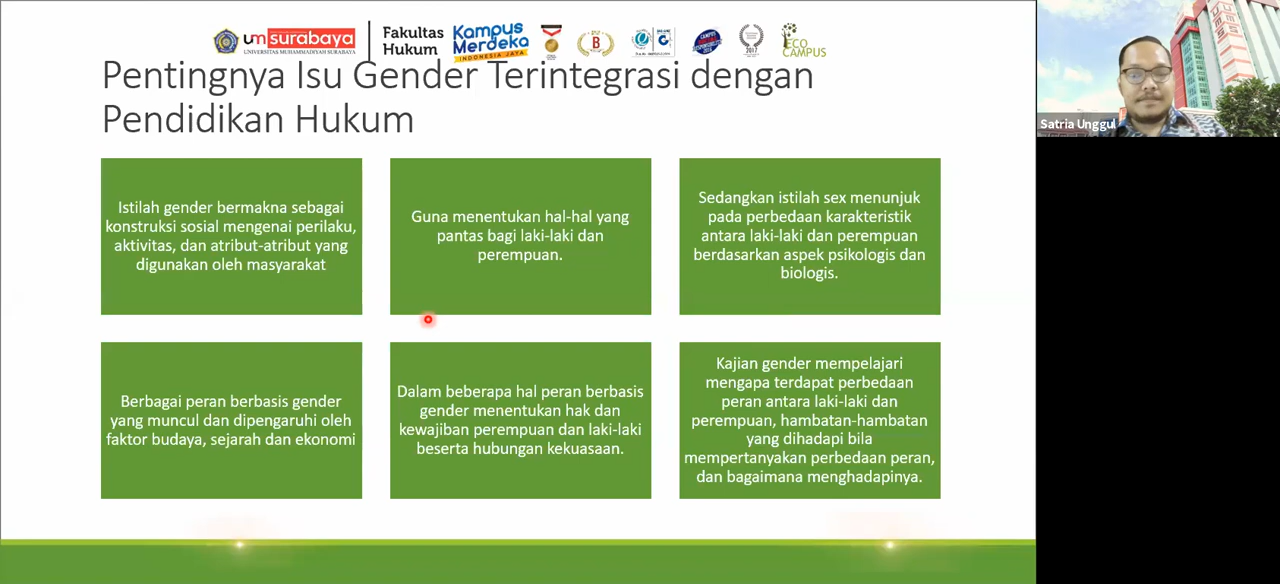 um surabaya
UNIVERSITAS MUHAMMADIYAH SURABAYA
Fakultas
Hukum
Kampus
Merdeka
INDONESIA JAYA
B
2017
ECO
CAMPUS
Pentingnya Isu Gender Terintegrasi dengan
Pendidikan Hukum
Istilah gender bermakna sebagai
konstruksi sosial mengenai perilaku,
aktivitas, dan atribut-atribut yang
digunakan oleh masyarakat
Guna menentukan hal-hal yang
pantas bagi laki-laki dan
perempuan.
Sedangkan istilah sex menunjuk
pada perbedaan karakteristik
antara laki-laki dan perempuan
berdasarkan aspek psikologis dan
biologis.
Berbagai peran berbasis gender
yang muncul dan dipengaruhi oleh
faktor budaya, sejarah dan ekonomi
Dalam beberapa hal peran berbasis
gender menentukan hak dan
kewajiban perempuan dan laki-laki
beserta hubungan kekuasaan.
Kajian gender mempelajari
mengapa terdapat perbedaan
peran antara laki-laki dan
perempuan, hambatan-hambatan
yang dihadapi bila
mempertanyakan perbedaan peran,
dan bagaimana menghadapinya.
Satria Unggul